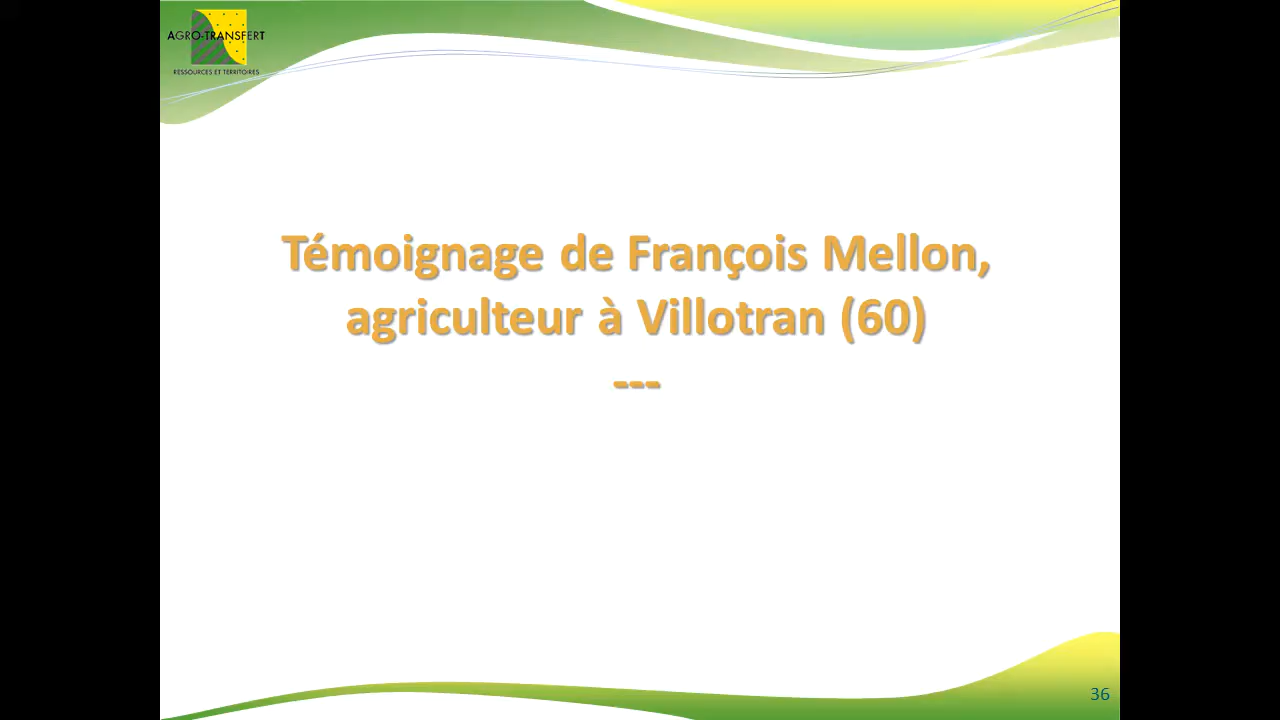 AGRO-TRANSFERT
RESSOURCES ET TERRITOIRES
Témoignage de François Mellon,
agriculteur à Villotran (60)
---
36